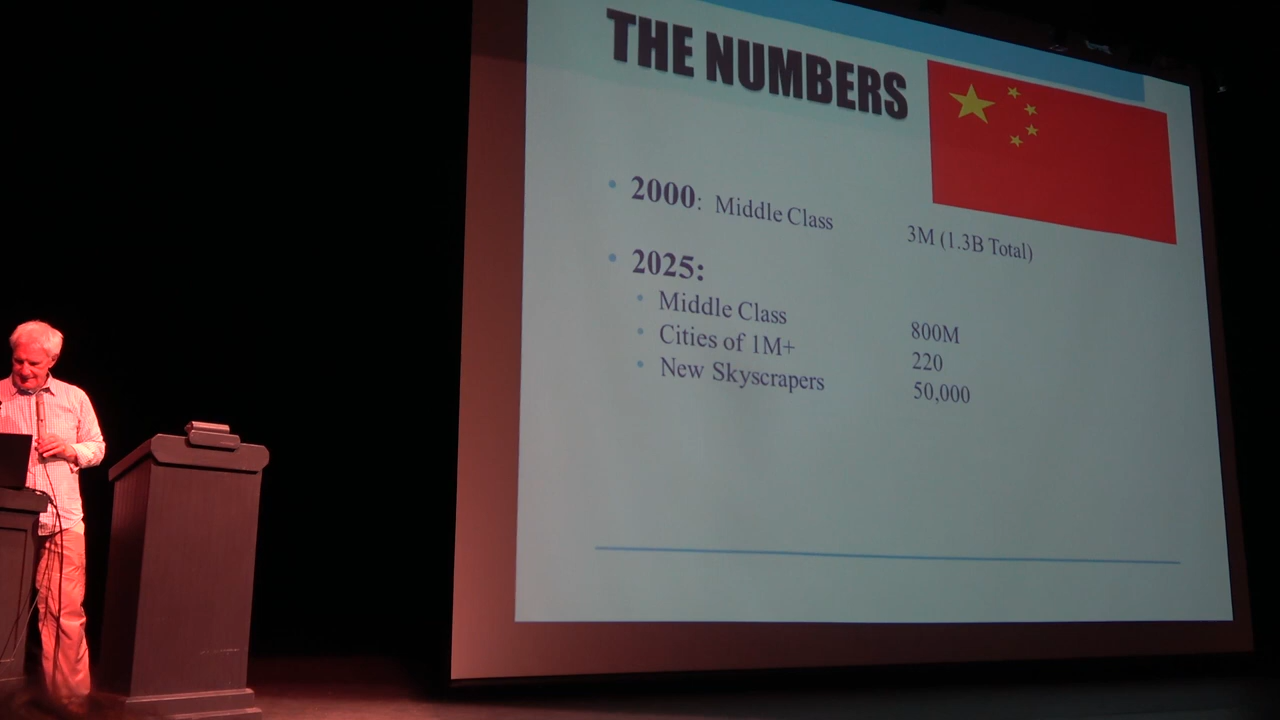 THE NUMBERS
• 2000: Middle Class 3M (1.3B Total)
• 2025:
• Middle Class 800M
• Cities of 1M+ 220
• New Skyscrapers 50,000